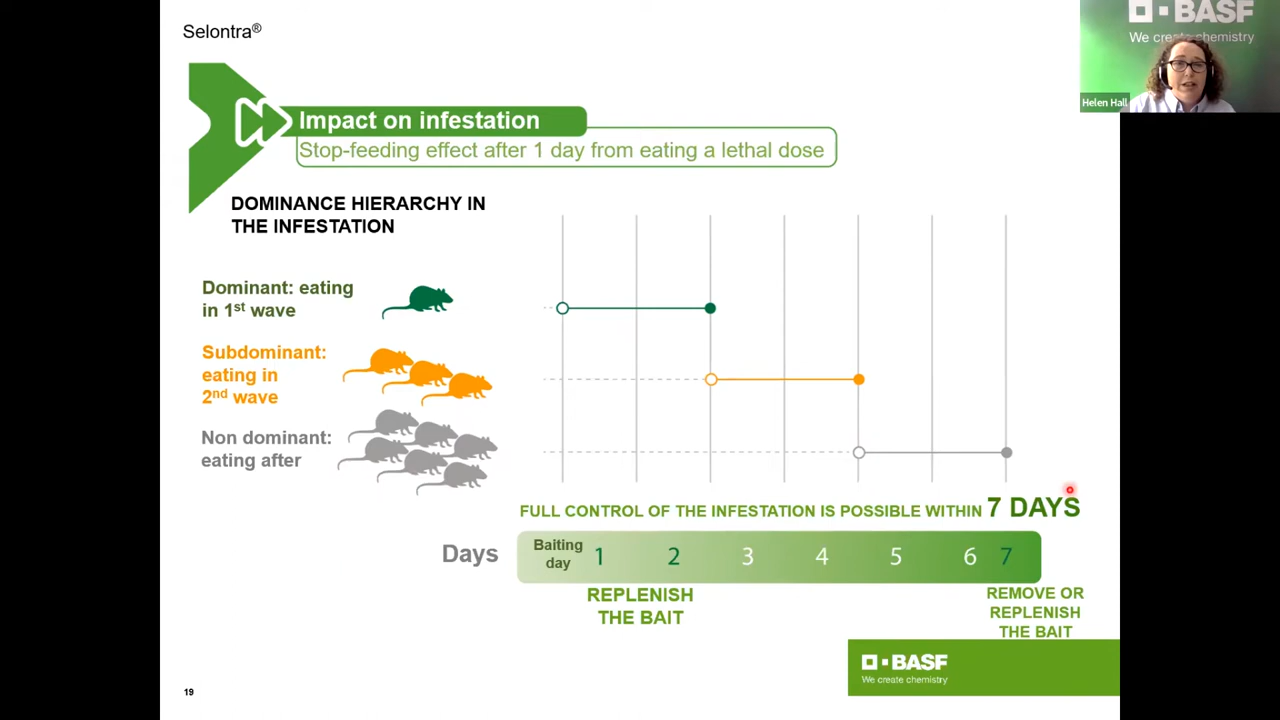 Selontra®
BASF
We create chemistry
Helen Hall
Impact on infestation
Stop-feeding effect after 1 day from eating a lethal dose
DOMINANCE HIERARCHY IN
THE INFESTATION
Dominant: eating
in 1st wave
Subdominant:
eating in
2nd wave
Non dominant:
eating after
FULL CONTROL OF THE INFESTATION IS POSSIBLE WITHIN 7 DAYS
Days
Baiting
day
1 2 3 4 5 6 7
REPLENISH
THE BAIT
REMOVE OR
REPLENISH
THE BAIT
BASF
We create chemistry
19